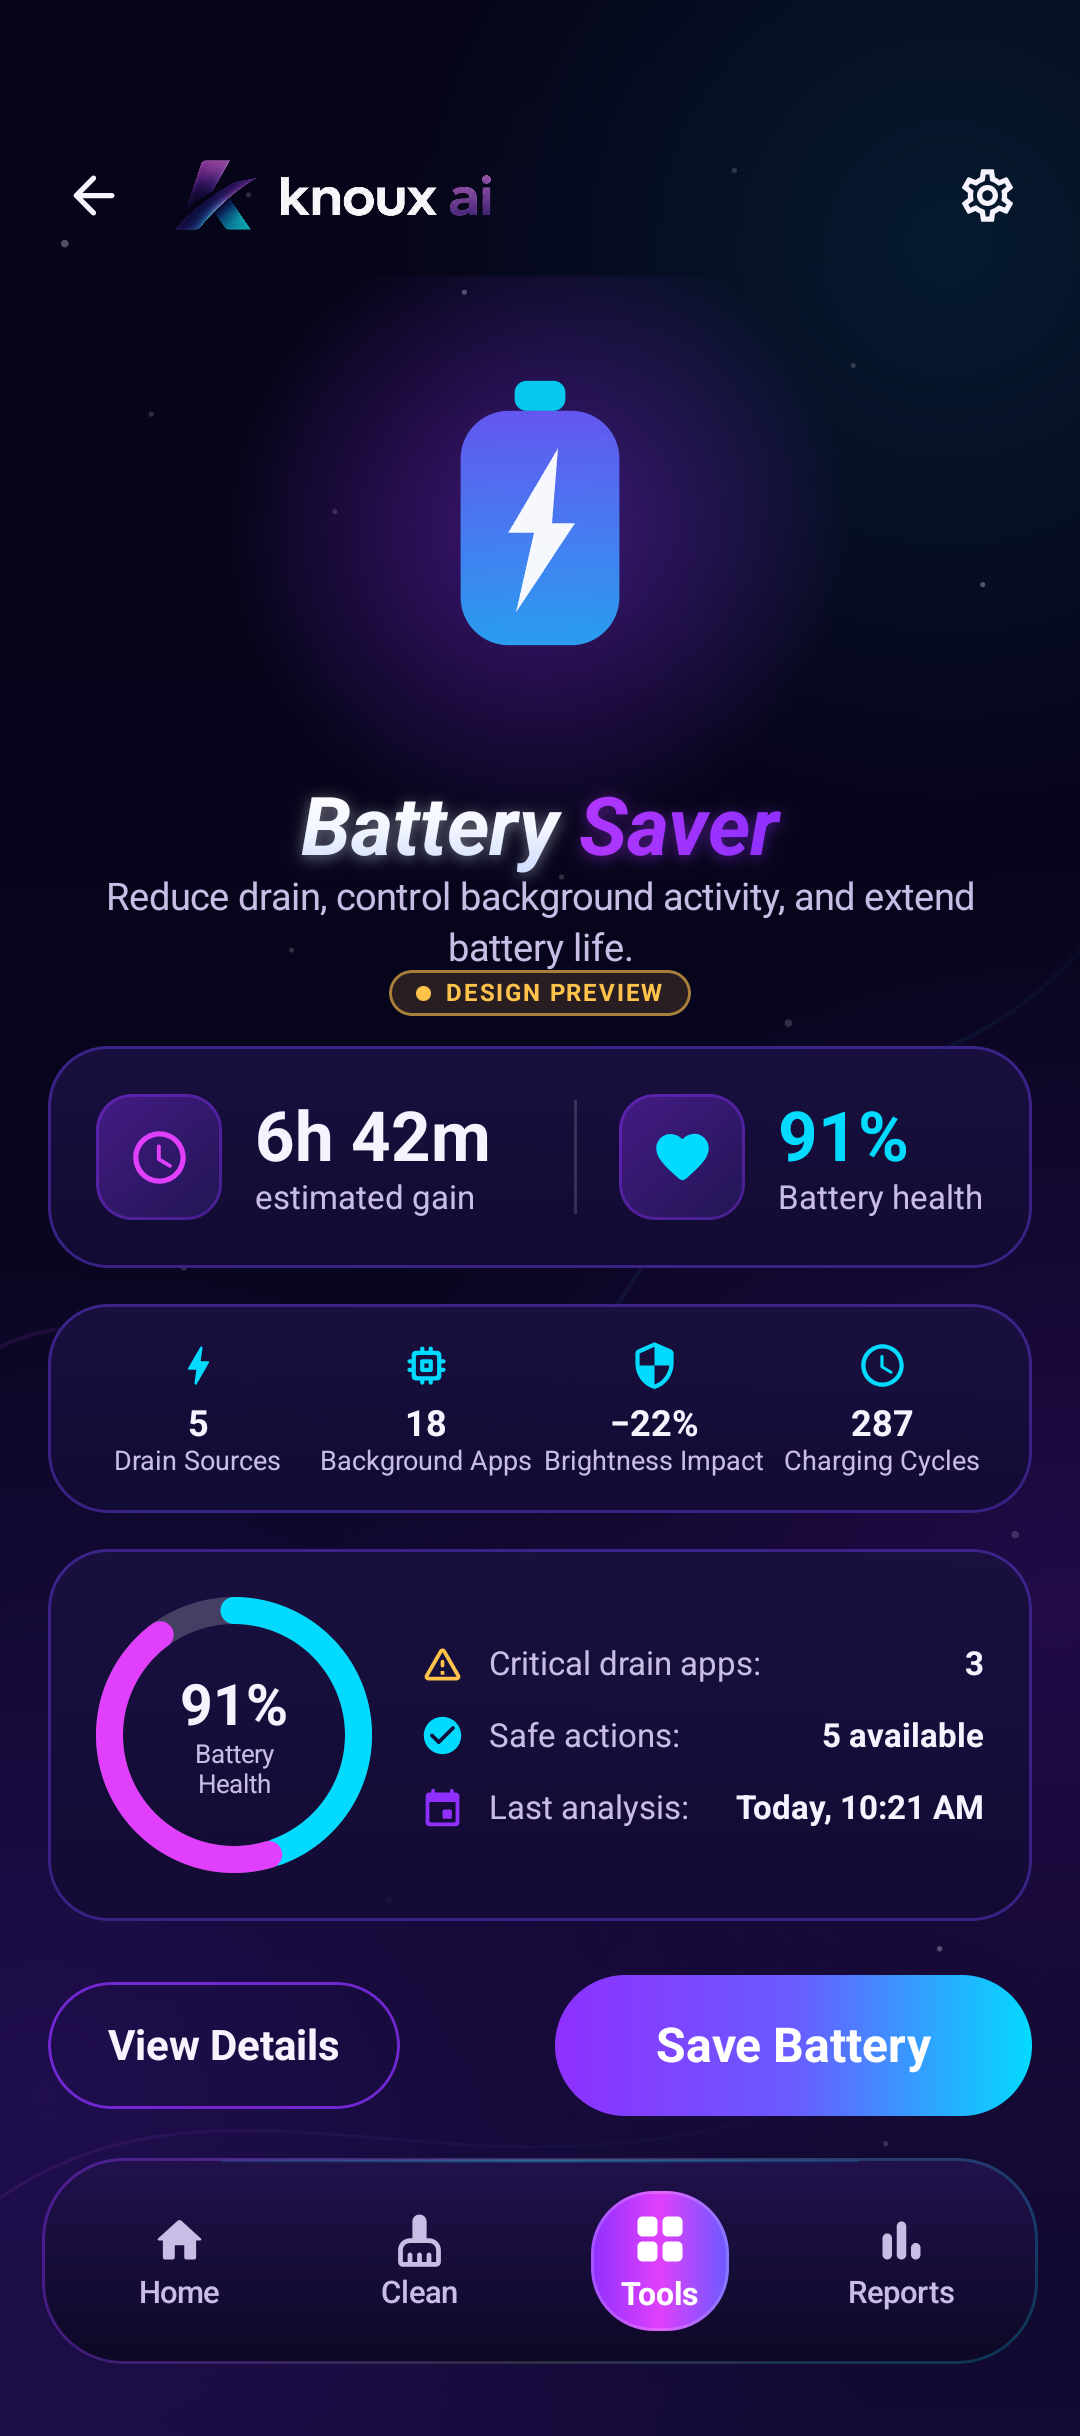 knoux ai
Battery Saver
Reduce drain, control background activity, and extend
battery life.
DESIGN PREVIEW
6h 42m
estimated gain
91%
Battery health
5
Drain Sources
18
Background Apps
−22%
Brightness Impact
287
Charging Cycles
91%
Battery
Health
Critical drain apps: 3
Safe actions: 5 available
Last analysis: Today, 10:21 AM
View Details
Save Battery
Home
Clean
Tools
Reports